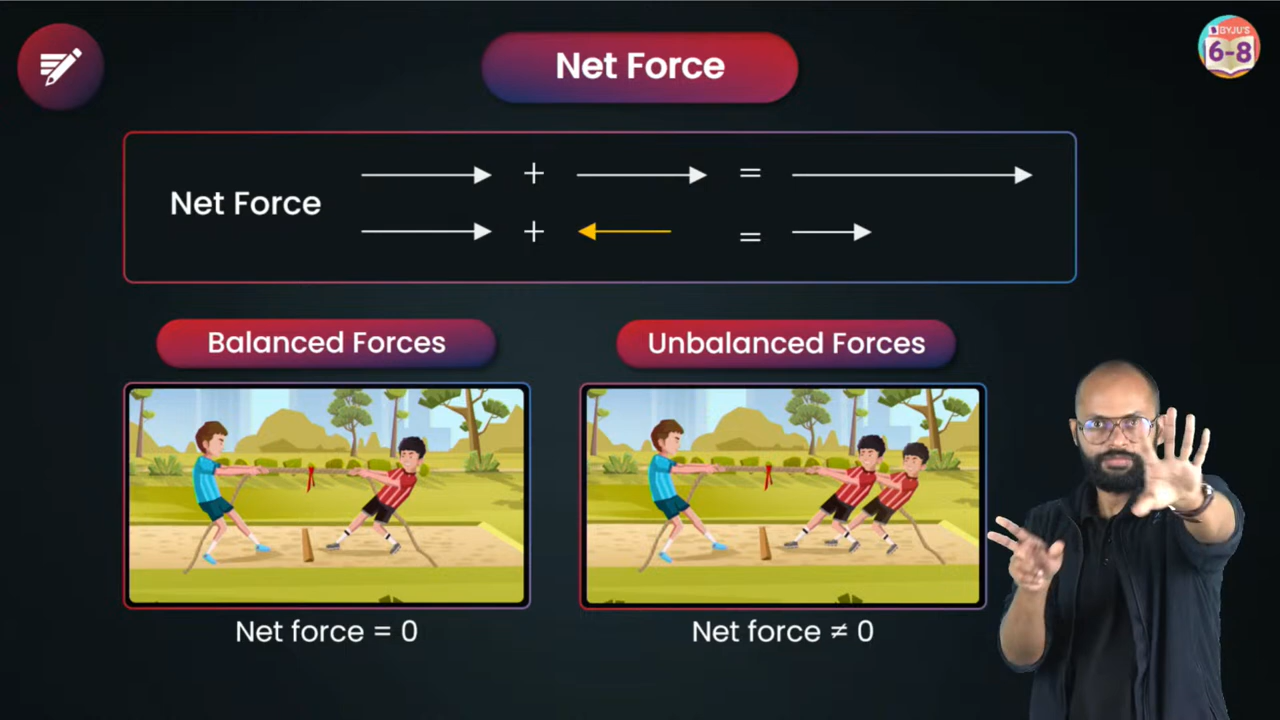 BYJU'S
6-8
Net Force
Net Force
+ =
+ =
Balanced Forces
Unbalanced Forces
Net force = 0
Net force ≠ 0